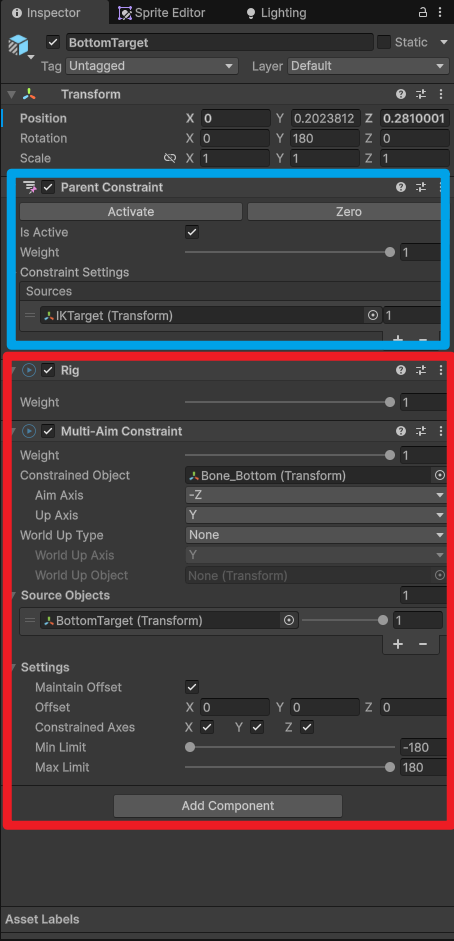 Inspector Sprite Editor Lighting
BottomTarget Static
Tag Untagged Layer Default
Transform
Position X 0 Y 0.2023812 Z 0.2810001
Rotation X 0 Y 180 Z 0
Scale X 1 Y 1 Z 1
Parent Constraint
Activate Zero
Is Active
Weight 1
Constraint Settings
Sources
IKTarget (Transform) 1
+ −
Rig
Weight 1
Multi-Aim Constraint
Weight 1
Constrained Object Bone_Bottom (Transform)
Aim Axis -Z
Up Axis Y
World Up Type None
World Up Axis Y
World Up Object None (Transform)
Source Objects 1
BottomTarget (Transform) 1
+ −
Settings
Maintain Offset
Offset X 0 Y 0 Z 0
Constrained Axes X Y Z
Min Limit -180
Max Limit 180
Add Component
Asset Labels